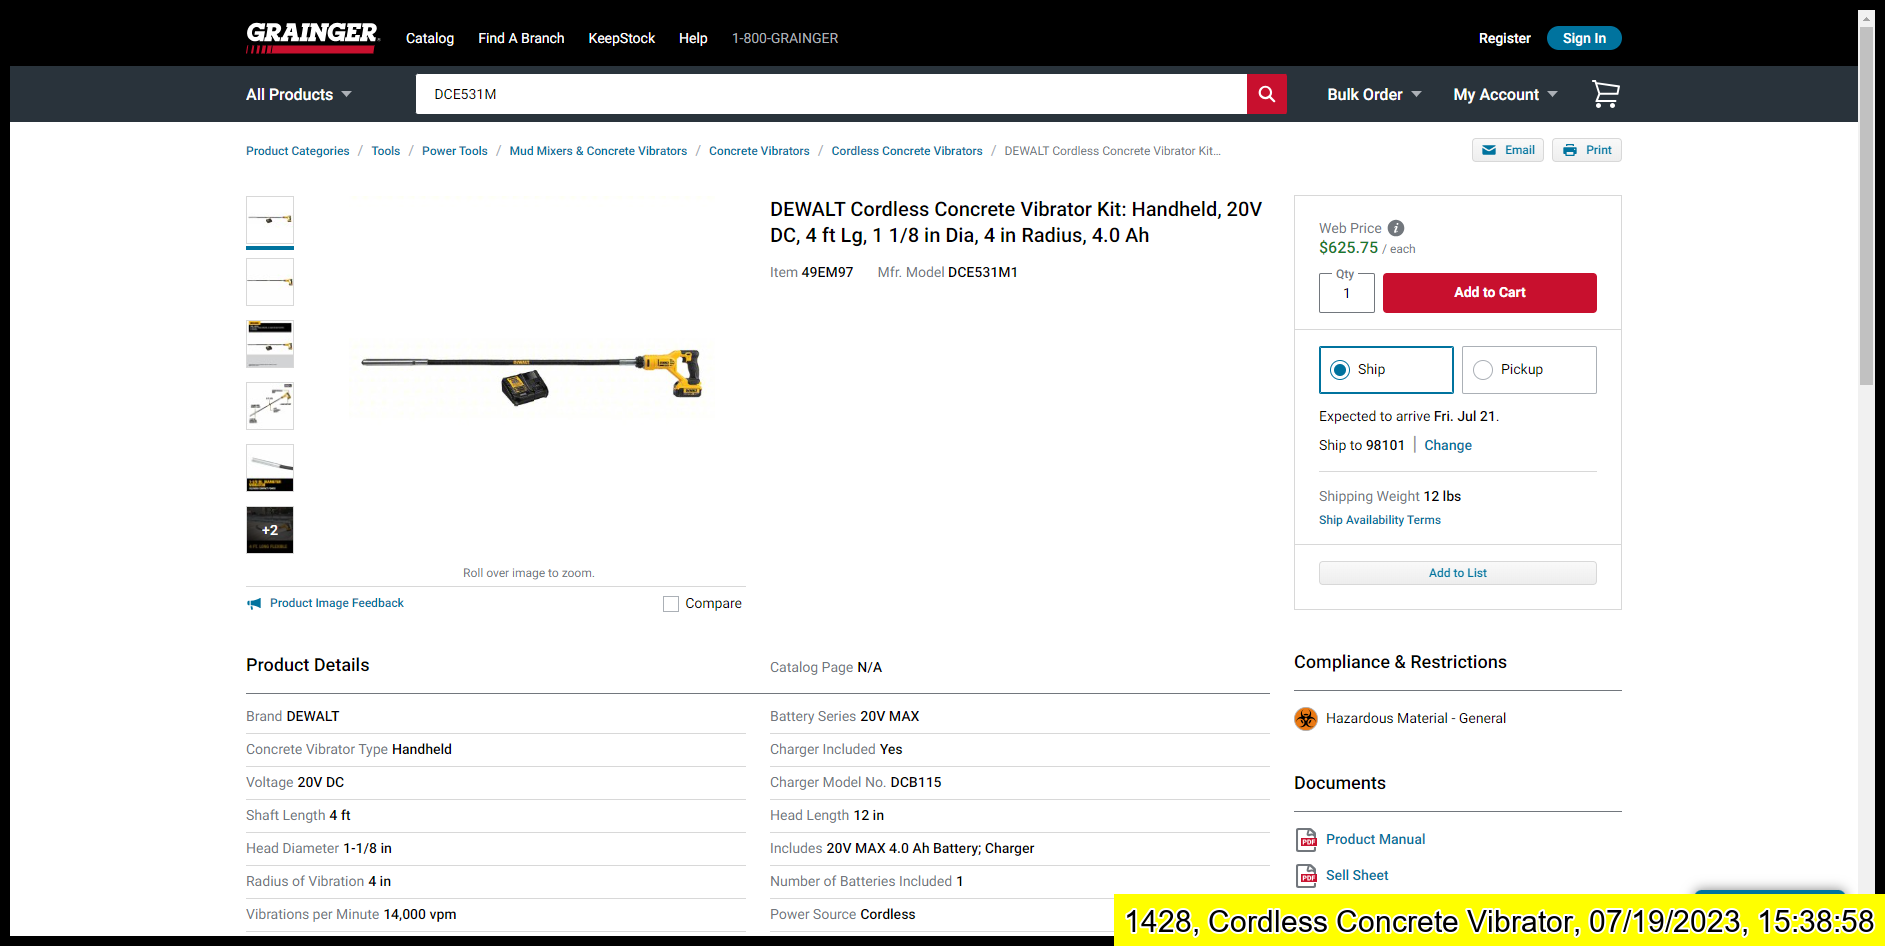 GRAINGER
Catalog
Find A Branch
KeepStock
Help
1-800-GRAINGER
Register
Sign In
All Products
DCE531M
Bulk Order
My Account
Product Categories / Tools / Power Tools / Mud Mixers & Concrete Vibrators / Concrete Vibrators / Cordless Concrete Vibrators / DEWALT Cordless Concrete Vibrator Kit...
Email
Print
+2
Roll over image to zoom.
Product Image Feedback
Compare
DEWALT Cordless Concrete Vibrator Kit: Handheld, 20V
DC, 4 ft Lg, 1 1/8 in Dia, 4 in Radius, 4.0 Ah
Item 49EM97 Mfr. Model DCE531M1
Web Price
$625.75 / each
Qty
1
Add to Cart
Ship
Pickup
Expected to arrive Fri. Jul 21.
Ship to 98101 | Change
Shipping Weight 12 lbs
Ship Availability Terms
Add to List
Product Details
Catalog Page N/A
Brand DEWALT
Concrete Vibrator Type Handheld
Voltage 20V DC
Shaft Length 4 ft
Head Diameter 1-1/8 in
Radius of Vibration 4 in
Vibrations per Minute 14,000 vpm
Battery Series 20V MAX
Charger Included Yes
Charger Model No. DCB115
Head Length 12 in
Includes 20V MAX 4.0 Ah Battery; Charger
Number of Batteries Included 1
Power Source Cordless
Compliance & Restrictions
Hazardous Material - General
Documents
PDF Product Manual
PDF Sell Sheet
1428, Cordless Concrete Vibrator, 07/19/2023, 15:38:58